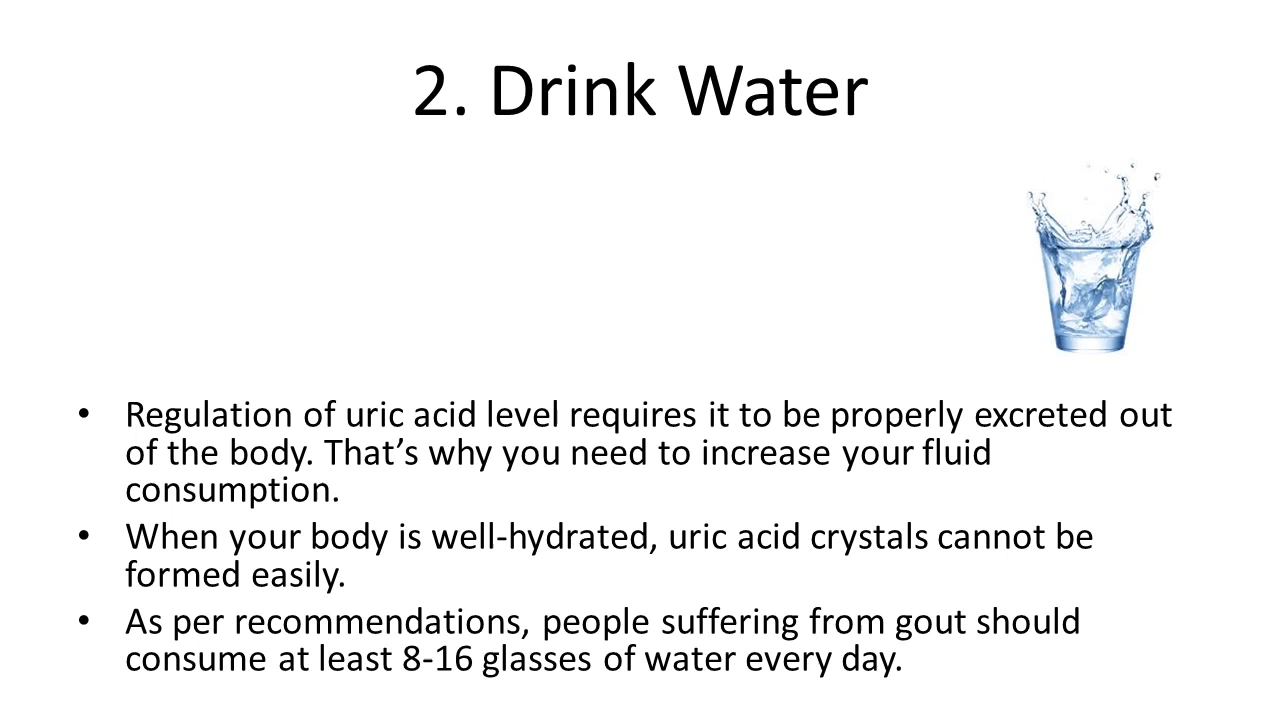 2. Drink Water
• Regulation of uric acid level requires it to be properly excreted out
of the body. That’s why you need to increase your fluid
consumption.
• When your body is well-hydrated, uric acid crystals cannot be
formed easily.
• As per recommendations, people suffering from gout should
consume at least 8-16 glasses of water every day.